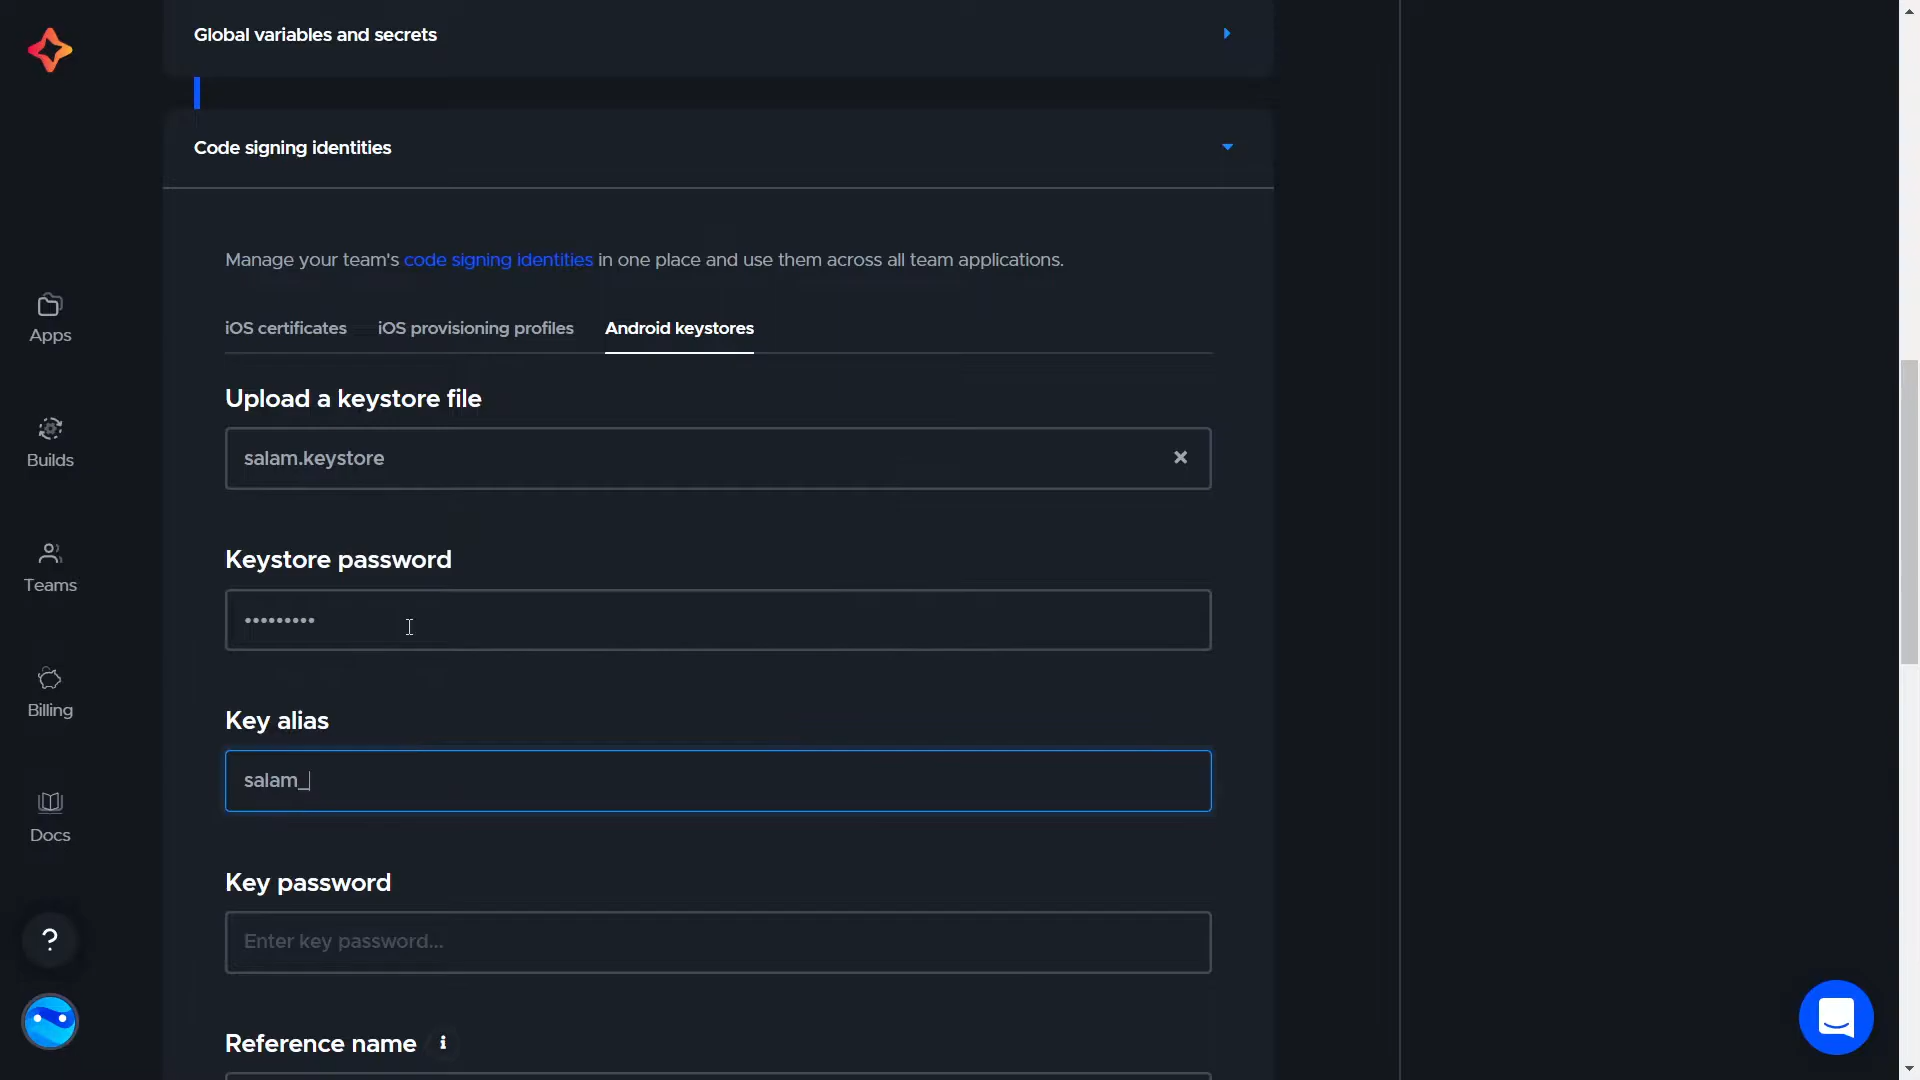 Global variables and secrets
Code signing identities
Manage your team's code signing identities in one place and use them across all team applications.
iOS certificates iOS provisioning profiles Android keystores
Upload a keystore file
salam.keystore
Keystore password
•••••••••
Key alias
salam_
Key password
Enter key password...
Reference name
Apps
Builds
Teams
Billing
Docs
?